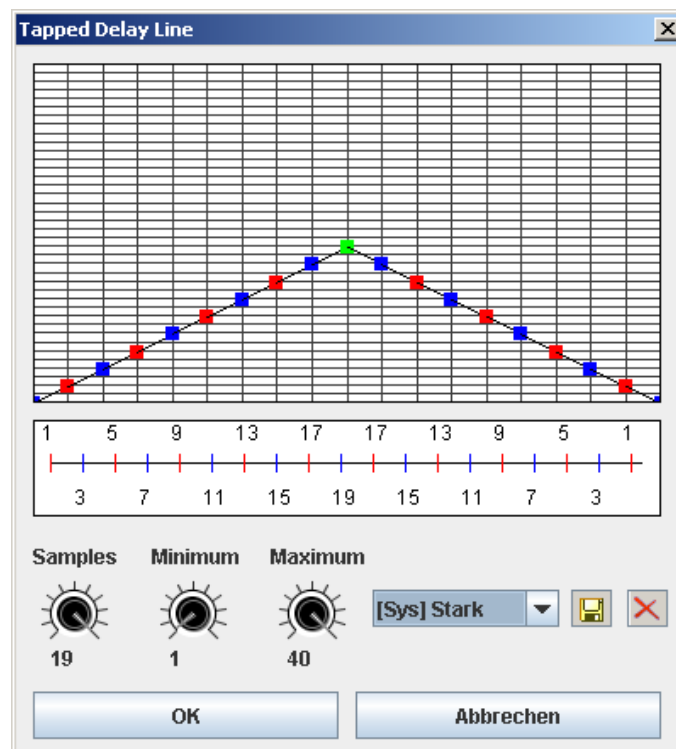 Tapped Delay Line
1 5 9 13 17 17 13 9 5 1
3 7 11 15 19 15 11 7 3
Samples Minimum Maximum
[Sys] Stark
19 1 40
OK Abbrechen